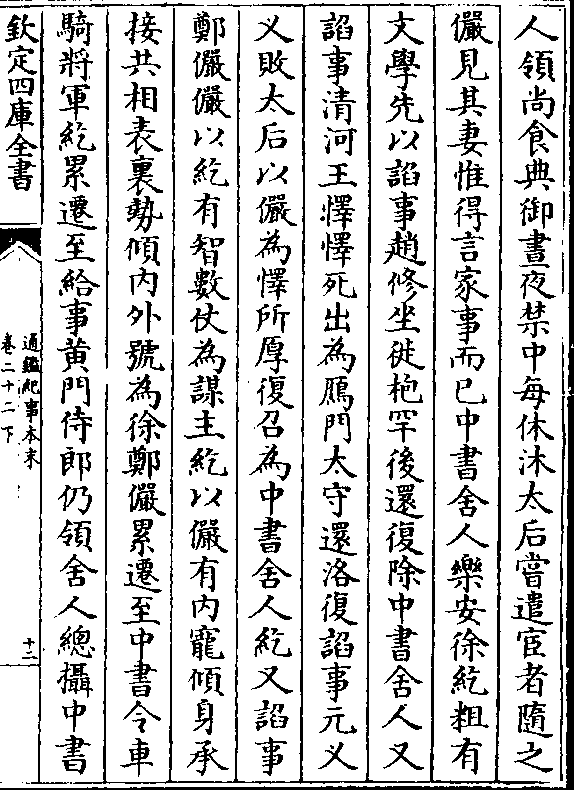 人領尚食典御晝夜禁中每休沐太后嘗遣宦者隨之
儼見其妻惟得言家事而已中書舍人樂安徐紇粗有
文學先以諂事趙修坐徙枹罕後還復除中書舍人又
諂事清河王懌懌死出為鴈門太守還洛復諂事元义
义敗太后以儼為懌所厚復召為中書舍人紇又諂事
鄭儼儼以紇有智數仗為謀主紇以儼有内寵傾身承
接共相表裏勢傾内外號為徐鄭儼累遷至中書令車
騎將軍紇累遷至給事黃門侍郎仍領舍人總攝中書
欽定四庫全書
通鑑紀事本末
卷二十二下
十二